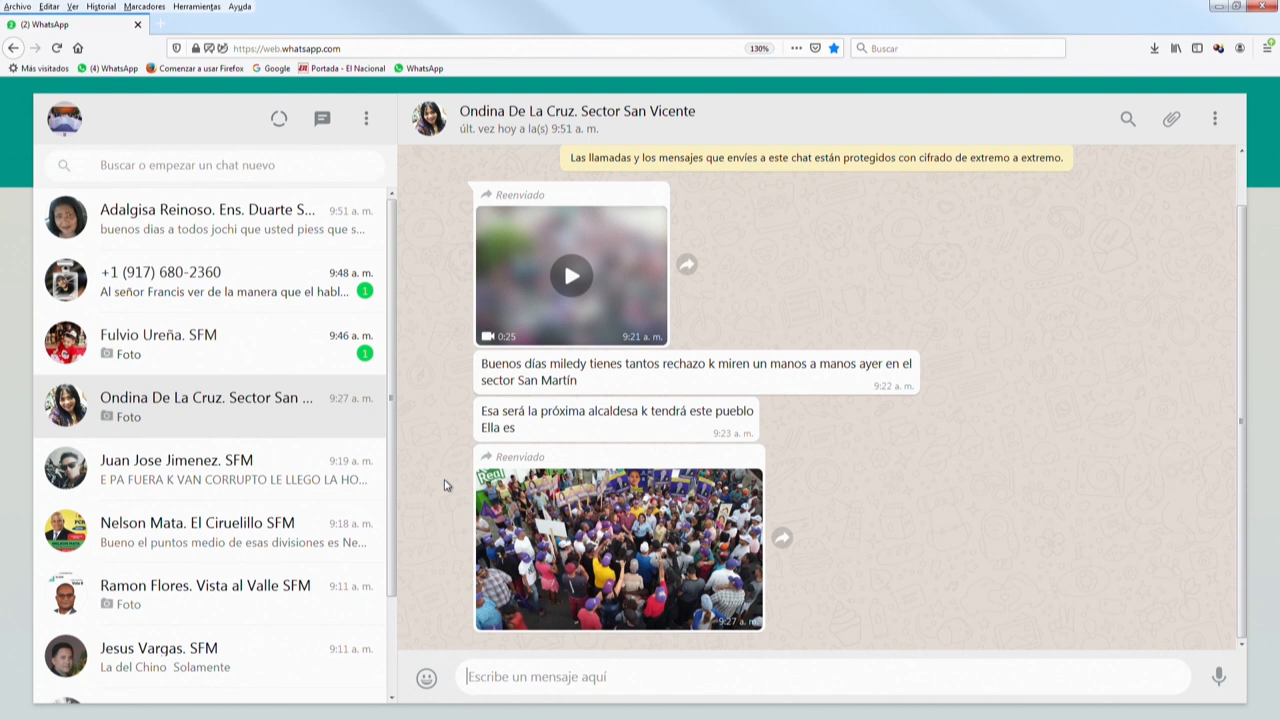 Archivo Editar Ver Historial Marcadores Herramientas Ayuda
(2) WhatsApp
https://web.whatsapp.com
130%
Buscar
Más visitados (4) WhatsApp Comenzar a usar Firefox Google Portada - El Nacional WhatsApp
Ondina De La Cruz. Sector San Vicente
últ. vez hoy a la(s) 9:51 a. m.
Buscar o empezar un chat nuevo
Adalgisa Reinoso. Ens. Duarte S... 9:51 a. m.
buenos dias a todos jochi que usted piess que s...
+1 (917) 680-2360 9:48 a. m.
Al señor Francis ver de la manera que el habl... 1
Fulvio Ureña. SFM 9:46 a. m.
Foto 1
Ondina De La Cruz. Sector San ... 9:27 a. m.
Foto
Juan Jose Jimenez. SFM 9:19 a. m.
E PA FUERA K VAN CORRUPTO LE LLEGO LA HO...
Nelson Mata. El Ciruelillo SFM 9:18 a. m.
Bueno el puntos medio de esas divisiones es Ne...
Ramon Flores. Vista al Valle SFM 9:11 a. m.
Foto
Jesus Vargas. SFM 9:11 a. m.
La del Chino Solamente
Las llamadas y los mensajes que envíes a este chat están protegidos con cifrado de extremo a extremo.
Reenviado
0:25 9:21 a. m.
Buenos días miledy tienes tantos rechazo k miren un manos a manos ayer en el
sector San Martín
9:22 a. m.
Esa será la próxima alcaldesa k tendrá este pueblo
Ella es
9:23 a. m.
Reenviado
Real
9:27 a. m.
Escribe un mensaje aquí